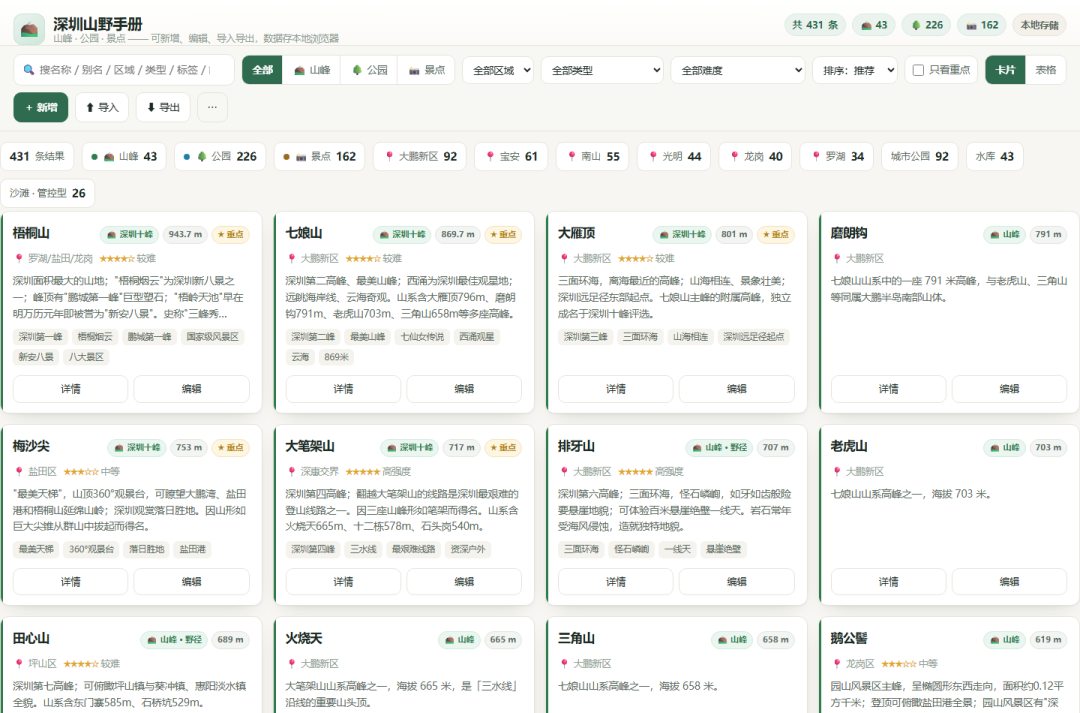 深圳山野手册
山峰 · 公园 · 景点 —— 可新增、编辑、导入导出，数据存本地浏览器
共 431 条 43 226 162 本地存储
搜名称 / 别名 / 区域 / 类型 / 标签 /
全部 山峰 公园 景点 全部区域 全部类型 全部难度 排序：推荐 只看重点 卡片 表格
+ 新增 导入 导出 ···
431 条结果 山峰 43 公园 226 景点 162 大鹏新区 92 宝安 61 南山 55 光明 44 龙岗 40 罗湖 34 城市公园 92 水库 43
沙滩 · 管控型 26
梧桐山 深圳十峰 943.7 m ★ 重点
罗湖/盐田/龙岗 ★★★★☆ 较难
深圳面积最大的山地；"梧桐烟云"为深圳新八景之
一；峰顶有"鹏城第一峰"巨型塑石；"梧岭天池"早在
明万历元年即被誉为"新安八景"。史称"三峰秀...
深圳第一峰 梧桐烟云 鹏城第一峰 国家级风景区
新安八景 八大景区
详情 编辑
七娘山 深圳十峰 869.7 m ★ 重点
大鹏新区 ★★★★☆ 较难
深圳第二高峰、最美山峰；西涌为深圳最佳观星地；
远眺海岸线、云海奇观。山系含大雁顶796m、磨朗
钩791m、老虎山703m、三角山658m等多座高峰。
深圳第二峰 最美山峰 七仙女传说 西涌观星
云海 869米
详情 编辑
大雁顶 深圳十峰 801 m ★ 重点
大鹏新区 ★★★★☆ 较难
三面环海，离海最近的高峰；山海相连、景象壮美；
深圳远足径东部起点。七娘山主峰的附属高峰，独立
成名于深圳十峰评选。
深圳第三峰 三面环海 山海相连 深圳远足径起点
详情 编辑
磨朗钩 山峰 791 m
大鹏新区
七娘山山系中的一座 791 米高峰，与老虎山、三角山
等同属大鹏半岛南部山体。
详情 编辑
梅沙尖 深圳十峰 753 m ★ 重点
盐田区 ★★★☆☆ 中等
"最美天梯"，山顶360°观景台，可瞭望大鹏湾、盐田
港和梧桐山延绵山岭；深圳观赏落日胜地。因山形如
巨大尖锥从群山中拔起而得名。
最美天梯 360°观景台 落日胜地 盐田港
详情 编辑
大笔架山 深圳十峰 717 m ★ 重点
深惠交界 ★★★★★ 高强度
深圳第四高峰；翻越大笔架山的线路是深圳最艰难的
登山线路之一。因三座山峰形如笔架而得名。山系含
火烧天665m、十二栋578m、石头岗540m。
深圳第四峰 三水线 最艰难线路 资深户外
详情 编辑
排牙山 山峰 • 野径 707 m
大鹏新区 ★★★★★ 高强度
深圳第六高峰；三面环海，怪石嶙峋，如牙如齿般险
要悬崖地貌；可体验百米悬崖绝壁一线天。岩石常年
受海风侵蚀，造就独特地貌。
三面环海 怪石嶙峋 一线天 悬崖绝壁
详情 编辑
老虎山 山峰 703 m
大鹏新区
七娘山山系高峰之一，海拔 703 米。
详情 编辑
田心山 山峰 • 野径 689 m
坪山区 ★★★★☆ 较难
深圳第七高峰；可俯瞰坪山镇与葵冲镇、惠阳淡水镇
全貌。山系含东门寨585m、石桥坑529m。
火烧天 山峰 665 m
大鹏新区
大笔架山山系高峰之一，海拔 665 米，是「三水线」
沿线的重要山头。
三角山 山峰 658 m
大鹏新区
七娘山山系高峰之一，海拔 658 米。
鹅公髻 山峰 619 m
龙岗区 ★★★☆☆ 中等
园山风景区主峰，呈椭圆形东西走向，面积约0.12平
方千米；登顶可俯瞰盐田港全景；园山风景区有"深